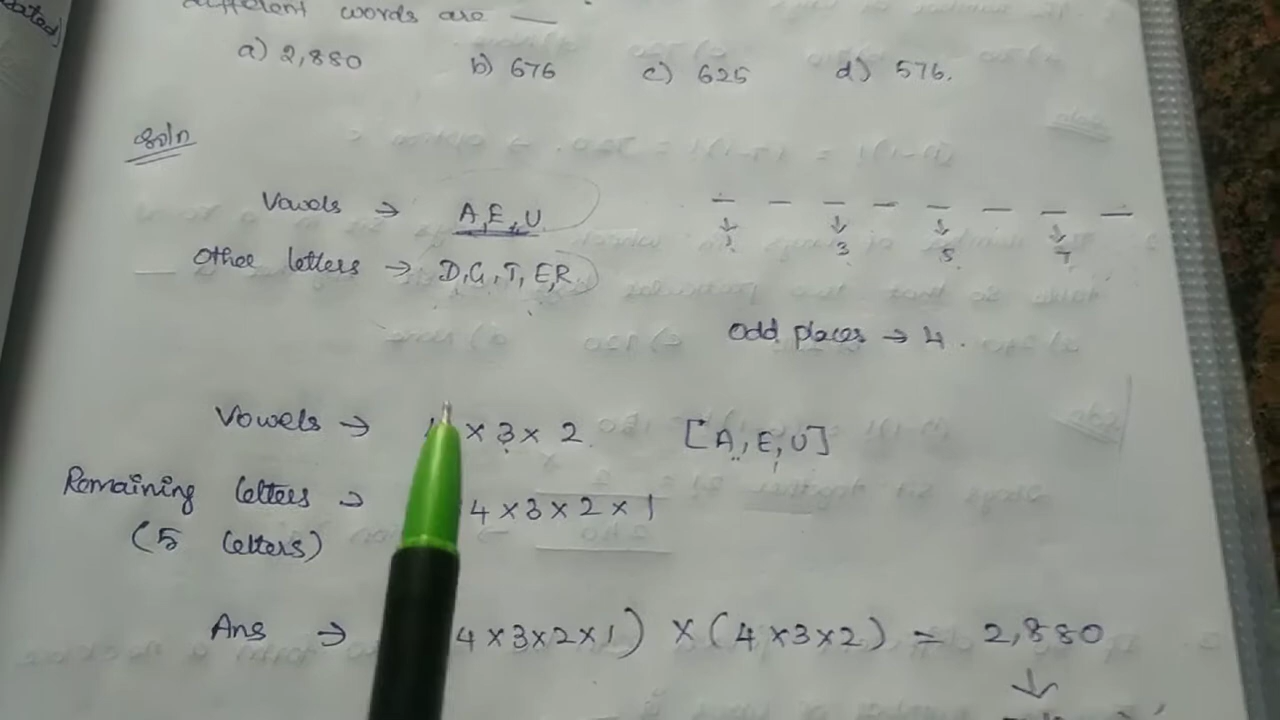 different words are —
a) 2,880 b) 676 c) 625 d) 576.
Soln
Vowels → A, E, U
1 3 5 7
Other letters → D, G, T, E, R
Odd places → 4.
Vowels → × 3 × 2 [A, E, U]
Remaining letters → 4 × 3 × 2 × 1
(5 letters)
Ans → 4 × 3 × 2 × 1) × (4 × 3 × 2) = 2,880
↓